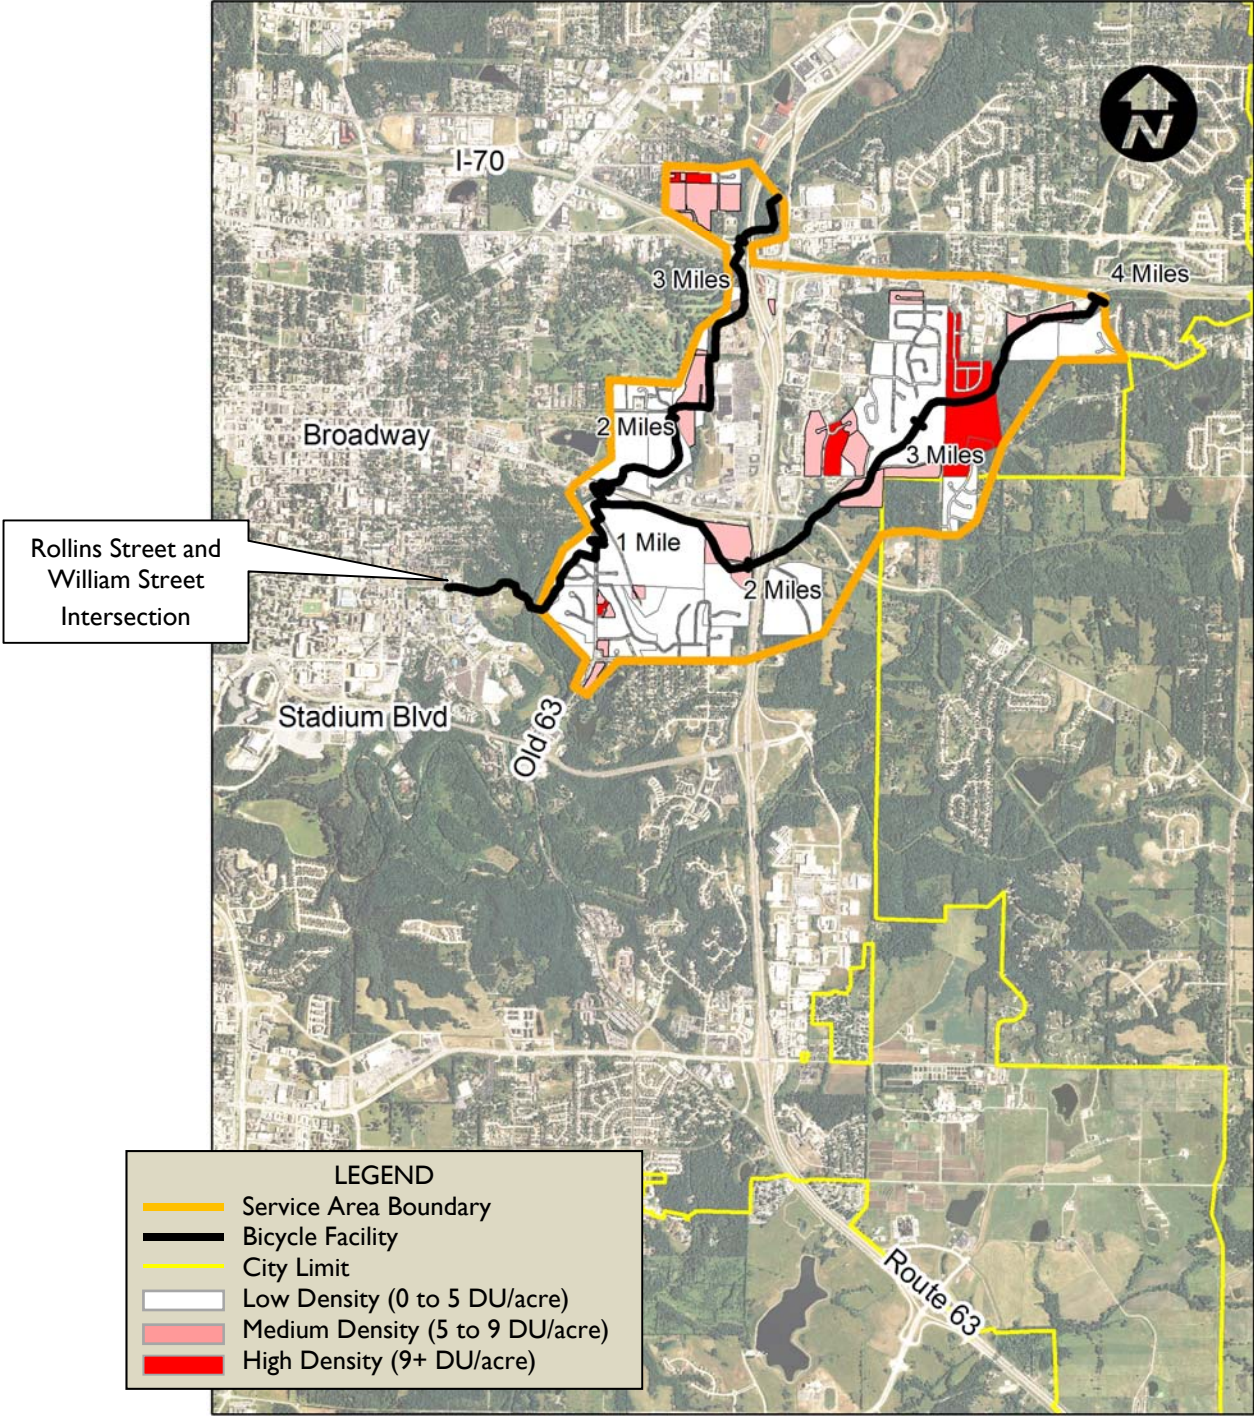 N
I-70
3 Miles
4 Miles
Broadway
2 Miles
3 Miles
Rollins Street and
William Street
Intersection
1 Mile
2 Miles
Stadium Blvd
Old 63
LEGEND
Service Area Boundary
Bicycle Facility
City Limit
Low Density (0 to 5 DU/acre)
Medium Density (5 to 9 DU/acre)
High Density (9+ DU/acre)
Route 63